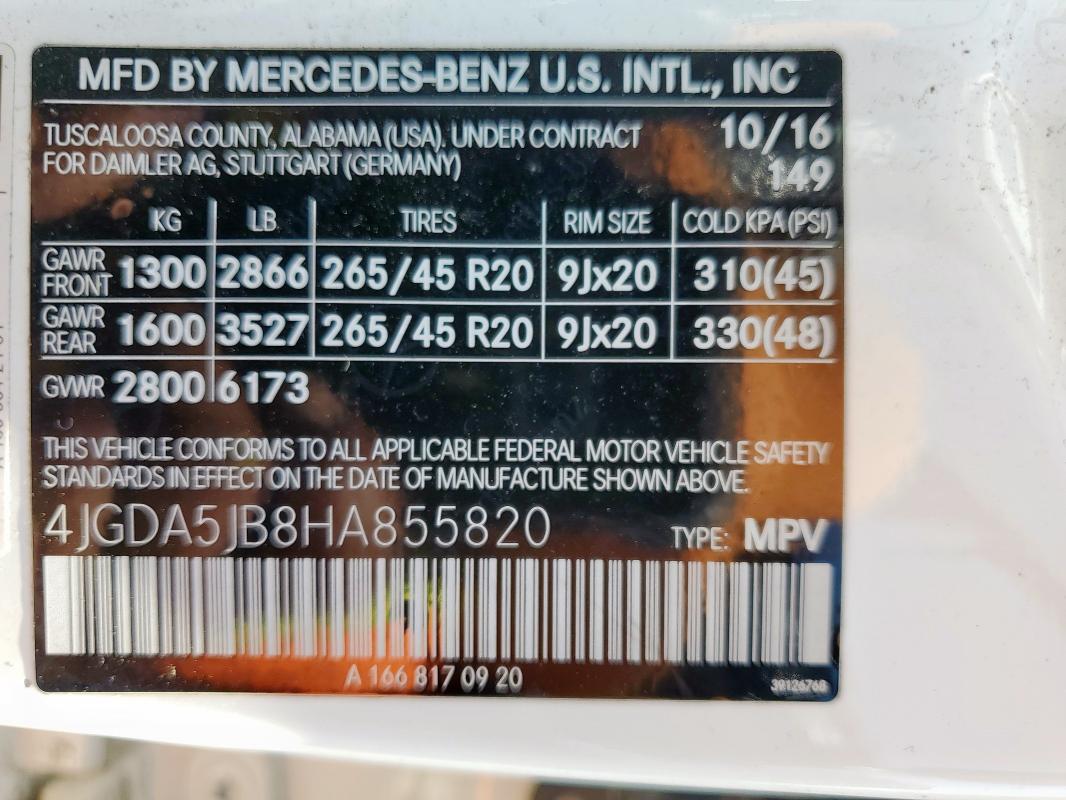 MFD BY MERCEDES-BENZ U.S. INTL., INC
TUSCALOOSA COUNTY, ALABAMA (USA). UNDER CONTRACT 10/16
FOR DAIMLER AG, STUTTGART (GERMANY) 149
KG LB TIRES RIM SIZE COLD KPA (PSI)
GAWR FRONT 1300 2866 265/45 R20 9Jx20 310(45)
GAWR REAR 1600 3527 265/45 R20 9Jx20 330(48)
GVWR 2800 6173
THIS VEHICLE CONFORMS TO ALL APPLICABLE FEDERAL MOTOR VEHICLE SAFETY
STANDARDS IN EFFECT ON THE DATE OF MANUFACTURE SHOWN ABOVE.
4JGDA5JB8HA855820 TYPE: MPV
A 166 817 09 20